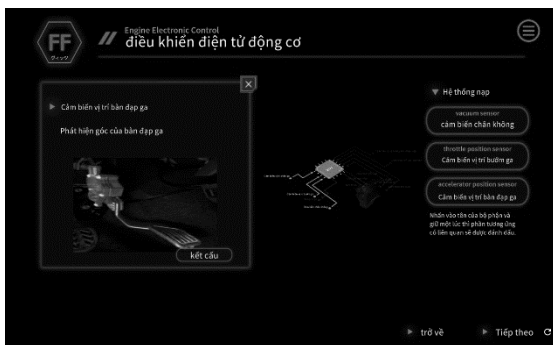 FF
Engine Electronic Control
điều khiển điện tử động cơ
Cảm biến vị trí bàn đạp ga
Phát hiện góc của bàn đạp ga
kết cấu
Hệ thống nạp
vacuum sensor
cảm biến chân không
throttle position sensor
Cảm biến vị trí bướm ga
accelerator position sensor
Cảm biến vị trí bàn đạp ga
Nhấn vào tên của bộ phận và
giữ một lúc thì phần tương ứng
có liên quan sẽ được đánh dấu.
trở về
Tiếp theo